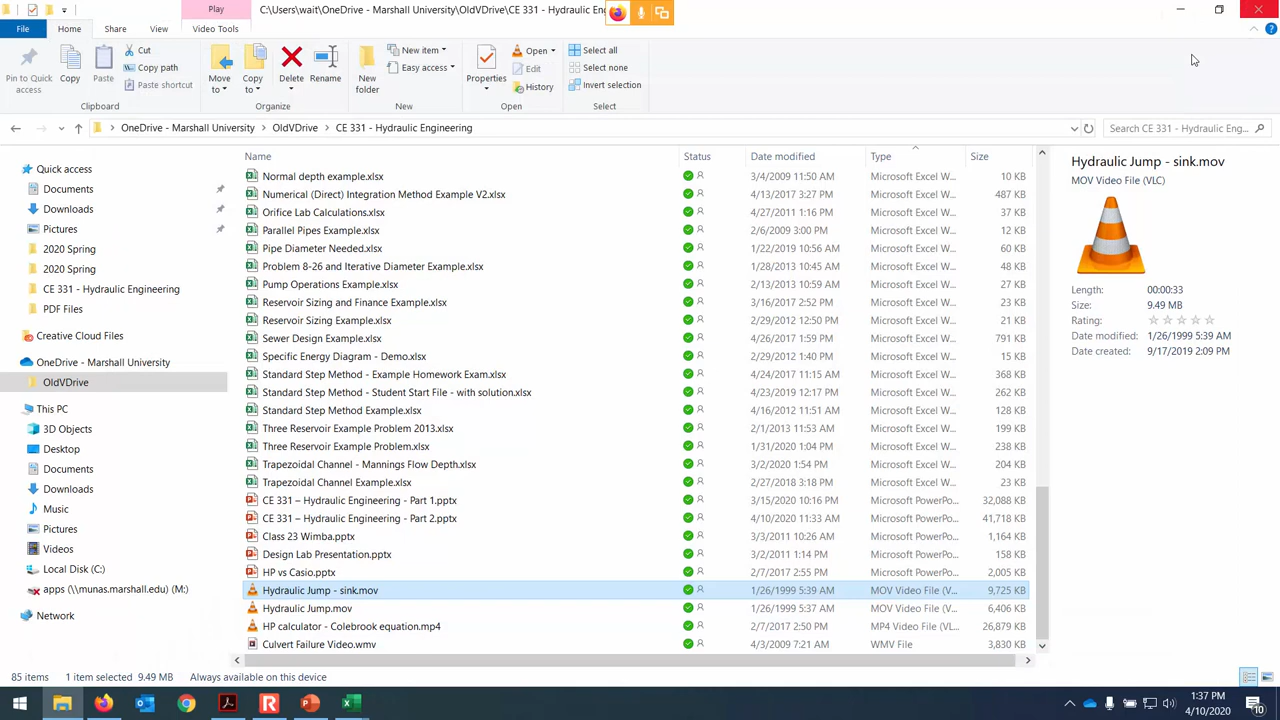 Play
C:\Users\wait\OneDrive - Marshall University\OldVDrive\CE 331 - Hydraulic Eng
File Home Share View Video Tools
Pin to Quick access
Copy
Paste
Cut
Copy path
Paste shortcut
Clipboard
Move to
Copy to
Delete
Rename
Organize
New folder
New item
Easy access
New
Properties
Open
Edit
History
Open
Select all
Select none
Invert selection
Select
OneDrive - Marshall University OldVDrive CE 331 - Hydraulic Engineering
Search CE 331 - Hydraulic Eng...
Quick access
Documents
Downloads
Pictures
2020 Spring
2020 Spring
CE 331 - Hydraulic Engineering
PDF Files
Creative Cloud Files
OneDrive - Marshall University
OldVDrive
This PC
3D Objects
Desktop
Documents
Downloads
Music
Pictures
Videos
Local Disk (C:)
apps (\\munas.marshall.edu) (M:)
Network
Name Status Date modified Type Size
Normal depth example.xlsx 3/4/2009 11:50 AM Microsoft Excel W... 10 KB
Numerical (Direct) Integration Method Example V2.xlsx 4/13/2017 3:27 PM Microsoft Excel W... 487 KB
Orifice Lab Calculations.xlsx 4/27/2011 1:16 PM Microsoft Excel W... 37 KB
Parallel Pipes Example.xlsx 2/6/2009 3:00 PM Microsoft Excel W... 12 KB
Pipe Diameter Needed.xlsx 1/22/2019 10:56 AM Microsoft Excel W... 60 KB
Problem 8-26 and Iterative Diameter Example.xlsx 1/28/2013 10:45 AM Microsoft Excel W... 48 KB
Pump Operations Example.xlsx 2/13/2013 10:59 AM Microsoft Excel W... 27 KB
Reservoir Sizing and Finance Example.xlsx 3/16/2017 2:52 PM Microsoft Excel W... 22 KB
Reservoir Sizing Example.xlsx 2/29/2012 12:50 PM Microsoft Excel W... 21 KB
Sewer Design Example.xlsx 4/26/2017 1:59 PM Microsoft Excel W... 791 KB
Specific Energy Diagram - Demo.xlsx 2/29/2012 1:40 PM Microsoft Excel W... 15 KB
Standard Step Method - Example Homework Exam.xlsx 4/24/2017 11:15 AM Microsoft Excel W... 368 KB
Standard Step Method - Student Start File - with solution.xlsx 4/23/2019 12:17 PM Microsoft Excel W... 262 KB
Standard Step Method Example.xlsx 4/16/2012 11:51 AM Microsoft Excel W... 128 KB
Three Reservoir Example Problem 2013.xlsx 2/1/2013 11:53 AM Microsoft Excel W... 199 KB
Three Reservoir Example Problem.xlsx 1/31/2020 1:04 PM Microsoft Excel W... 238 KB
Trapezoidal Channel - Mannings Flow Depth.xlsx 3/2/2020 1:54 PM Microsoft Excel W... 204 KB
Trapezoidal Channel Example.xlsx 2/27/2018 3:18 PM Microsoft Excel W... 23 KB
CE 331 – Hydraulic Engineering - Part 1.pptx 3/15/2020 10:16 PM Microsoft PowerPo... 32,088 KB
CE 331 – Hydraulic Engineering - Part 2.pptx 4/10/2020 11:33 AM Microsoft PowerPo... 41,718 KB
Class 23 Wimba.pptx 3/3/2011 10:26 AM Microsoft PowerPo... 1,164 KB
Design Lab Presentation.pptx 3/2/2011 1:14 PM Microsoft PowerPo... 158 KB
HP vs Casio.pptx 2/7/2017 2:55 PM Microsoft PowerPo... 2,005 KB
Hydraulic Jump - sink.mov 1/26/1999 5:39 AM MOV Video File (V... 9,725 KB
Hydraulic Jump.mov 1/26/1999 5:37 AM MOV Video File (V... 6,406 KB
HP calculator - Colebrook equation.mp4 2/7/2017 2:50 PM MP4 Video File (VL... 26,879 KB
Culvert Failure Video.wmv 4/3/2009 7:21 AM WMV File 3,830 KB
Hydraulic Jump - sink.mov
MOV Video File (VLC)
Length: 00:00:33
Size: 9.49 MB
Rating:
Date modified: 1/26/1999 5:39 AM
Date created: 9/17/2019 2:09 PM
85 items 1 item selected 9.49 MB Always available on this device
1:37 PM
4/10/2020
10